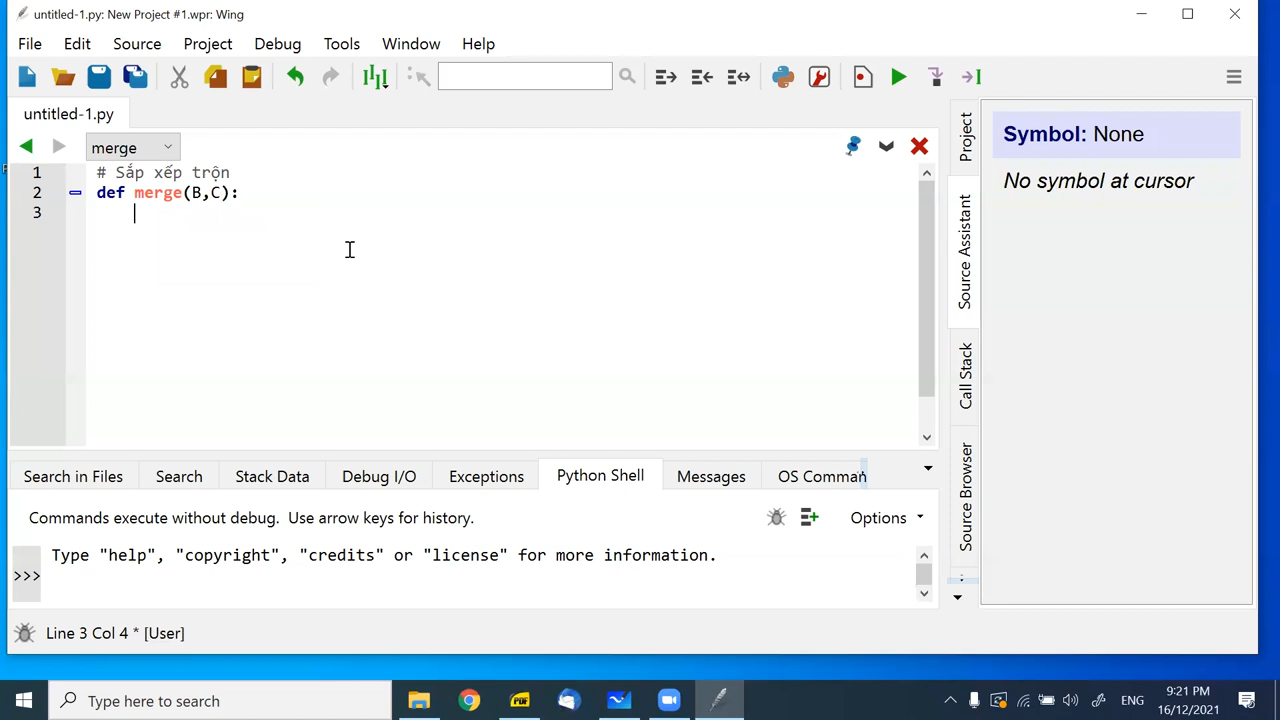 untitled-1.py: New Project #1.wpr: Wing
File Edit Source Project Debug Tools Window Help
untitled-1.py
merge
1 # Sắp xếp trộn
2 def merge(B,C):
3
Project
Source Assistant
Call Stack
Source Browser
Symbol: None
No symbol at cursor
Search in Files Search Stack Data Debug I/O Exceptions Python Shell Messages OS Comman
Commands execute without debug. Use arrow keys for history.
Options
Type "help", "copyright", "credits" or "license" for more information.
>>>
Line 3 Col 4 * [User]
Type here to search
PDF
ENG
9:21 PM
16/12/2021